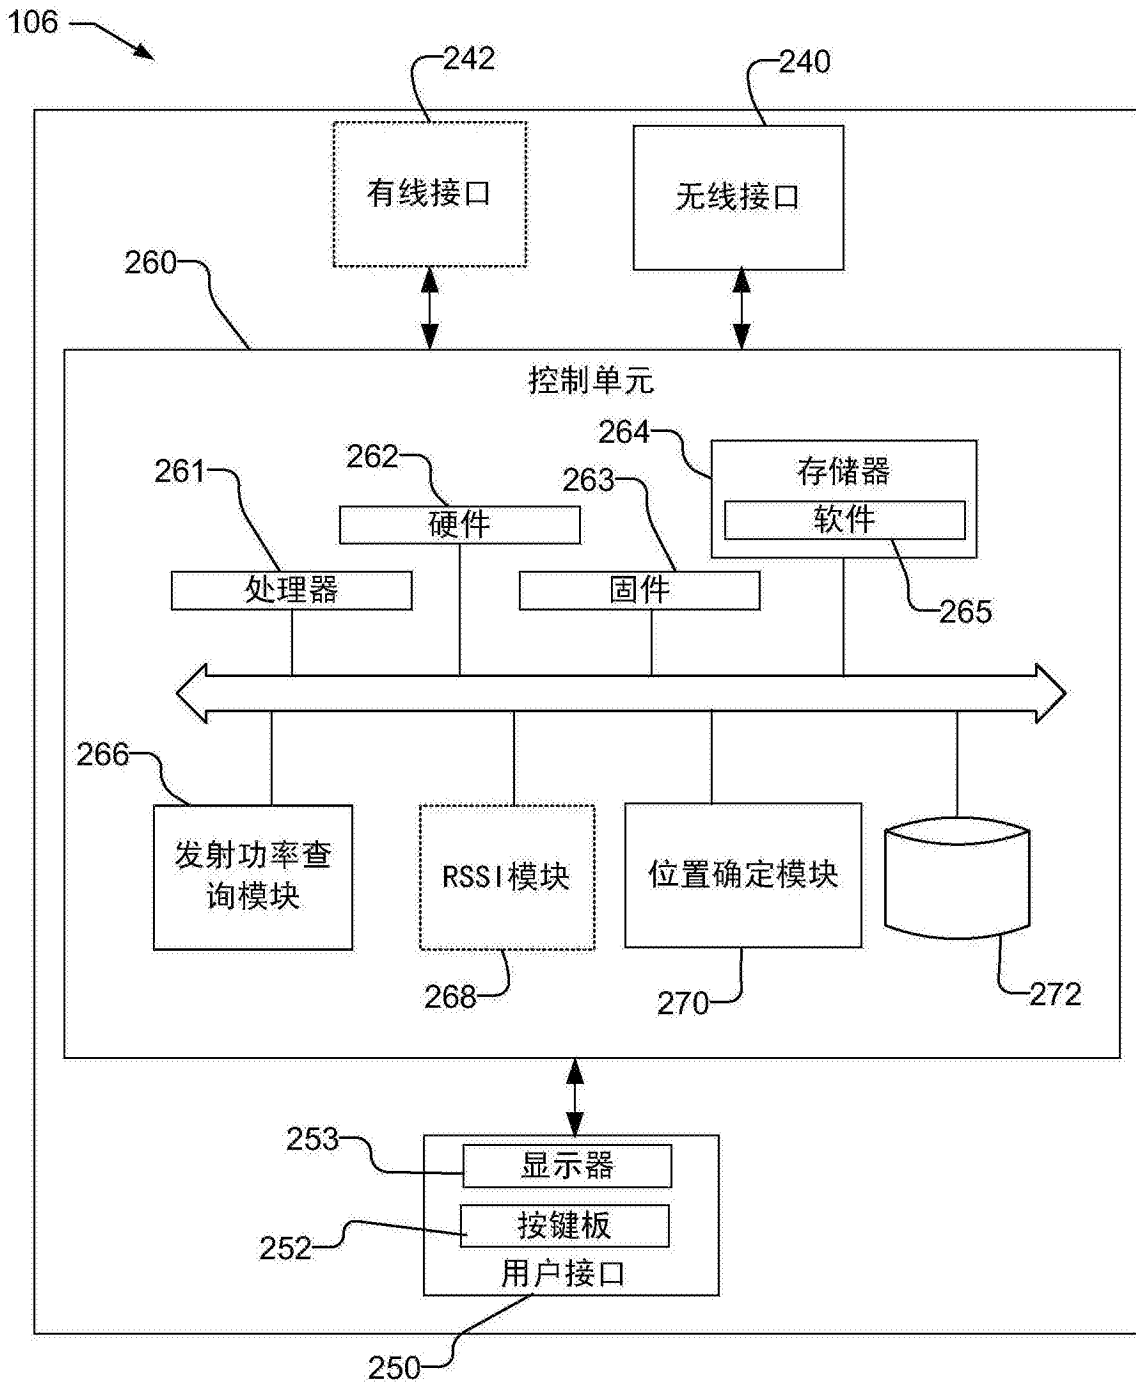 106
242
240
有线接口
无线接口
260
控制单元
264
262
存储器
261
263
软件
硬件
处理器
固件
265
266
发射功率查
询模块
RSSI模块
位置确定模块
268
270
272
253
显示器
按键板
252
用户接口
250